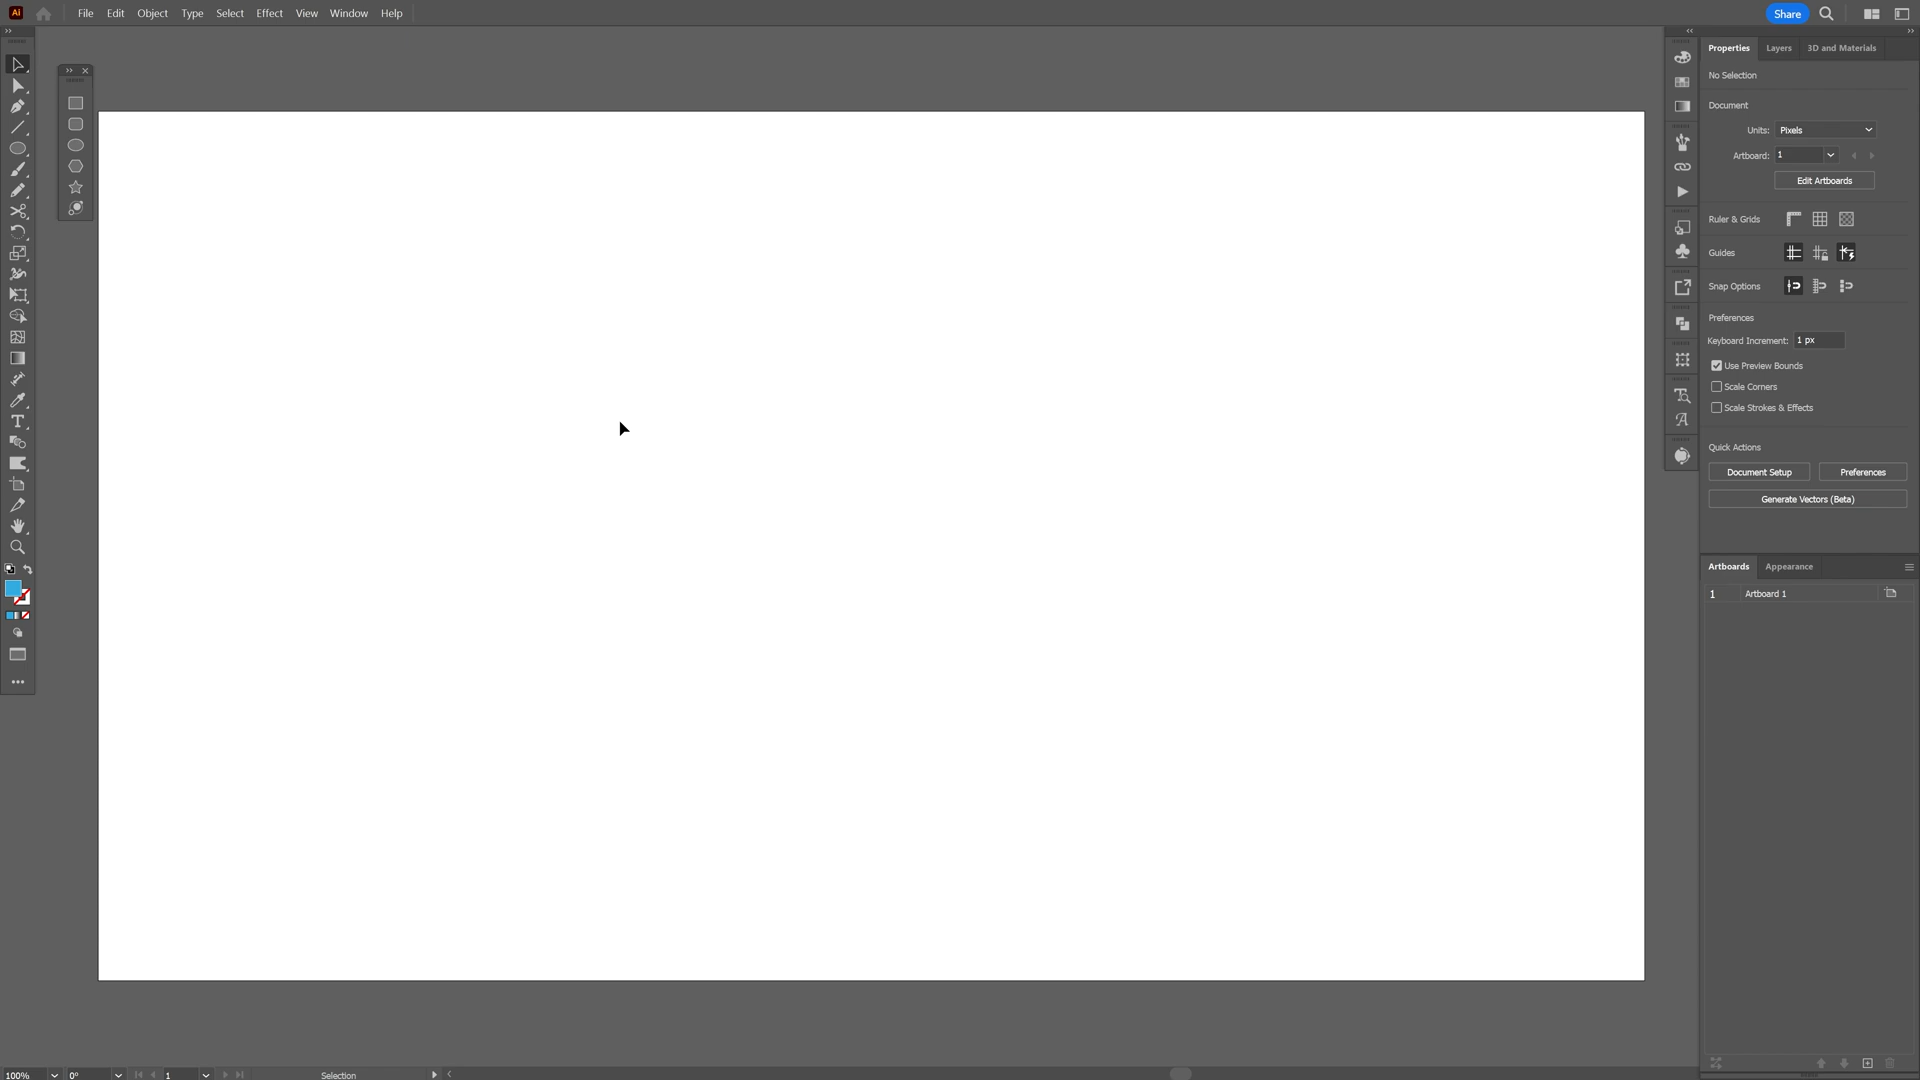 Ai File Edit Object Type Select Effect View Window Help Share
Properties Layers 3D and Materials
No Selection
Document
Units: Pixels
Artboard: 1
Edit Artboards
Ruler & Grids
Guides
Snap Options
Preferences
Keyboard Increment: 1 px
Use Preview Bounds
Scale Corners
Scale Strokes & Effects
Quick Actions
Document Setup Preferences
Generate Vectors (Beta)
Artboards Appearance
1 Artboard 1
100% 0° 1 Selection